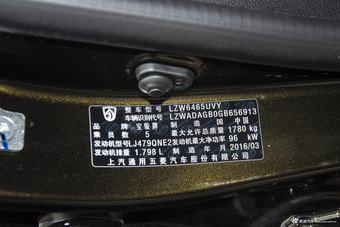 整车型号 LZW6465UVY
车辆识别代号 LZWADAGB0GB656913
品牌 宝骏牌 制造国 中国
乘员数 5 最大允许总质量 1780 kg
发动机型号 LJ479QNE2 发动机最大净功率 96 kW
发动机排量 1.798 L 制造年月 2016/03
上汽通用五菱汽车股份有限公司